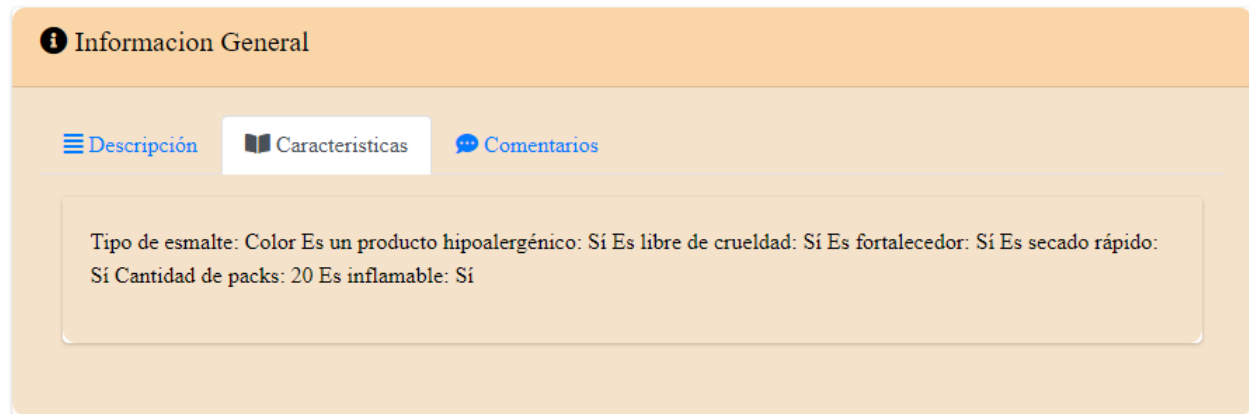 Informacion General
Descripción
Caracteristicas
Comentarios
Tipo de esmalte: Color Es un producto hipoalergénico: Sí Es libre de crueldad: Sí Es fortalecedor: Sí Es secado rápido:
Sí Cantidad de packs: 20 Es inflamable: Sí